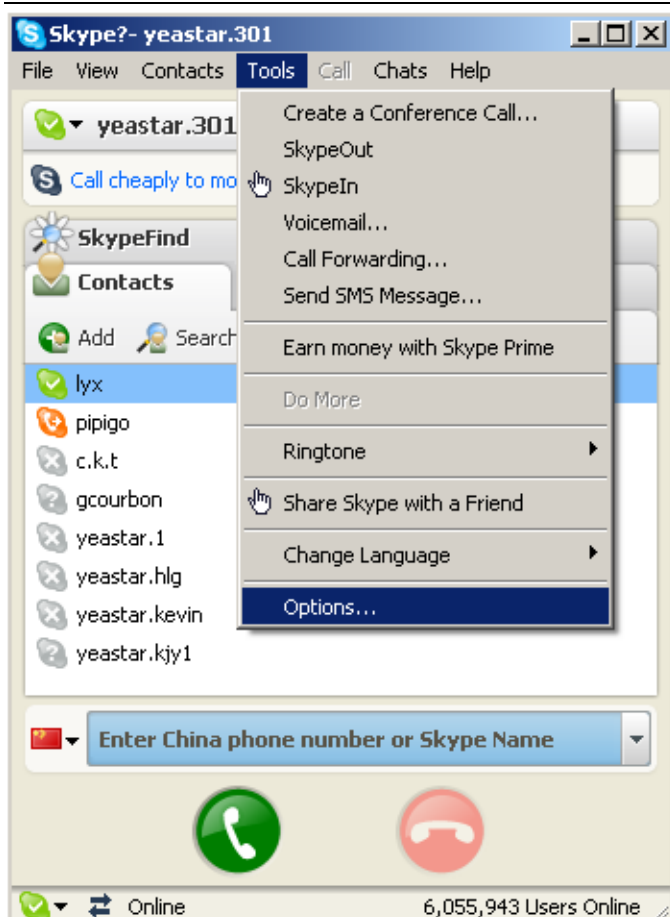 Skype?- yeastar.301
File View Contacts Tools Call Chats Help
yeastar.301
Call cheaply to mo
SkypeFind
Contacts
Add Search
lyx
pipigo
c.k.t
gcourbon
yeastar.1
yeastar.hlg
yeastar.kevin
yeastar.kjy1
Create a Conference Call...
SkypeOut
SkypeIn
Voicemail...
Call Forwarding...
Send SMS Message...
Earn money with Skype Prime
Do More
Ringtone
Share Skype with a Friend
Change Language
Options...
Enter China phone number or Skype Name
Online 6,055,943 Users Online